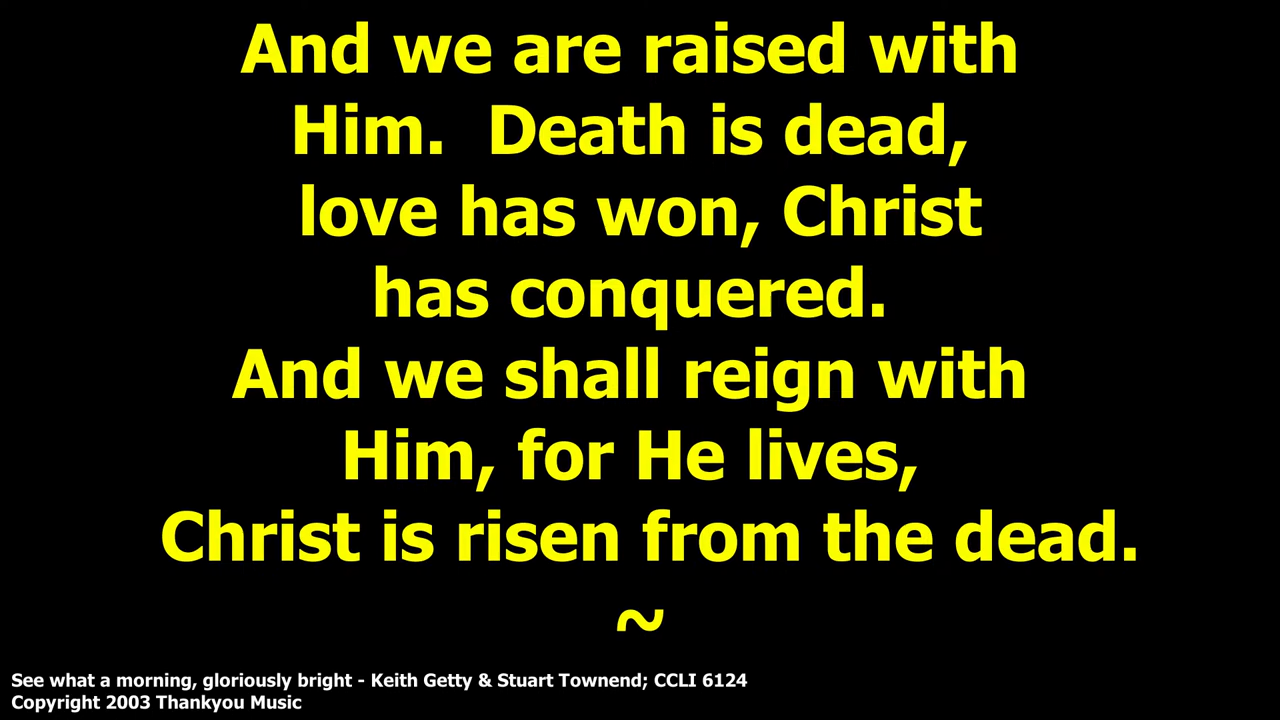 And we are raised with
Him.  Death is dead,
love has won, Christ
has conquered.
And we shall reign with
Him, for He lives,
Christ is risen from the dead.
~
See what a morning, gloriously bright - Keith Getty & Stuart Townend; CCLI 6124
Copyright 2003 Thankyou Music